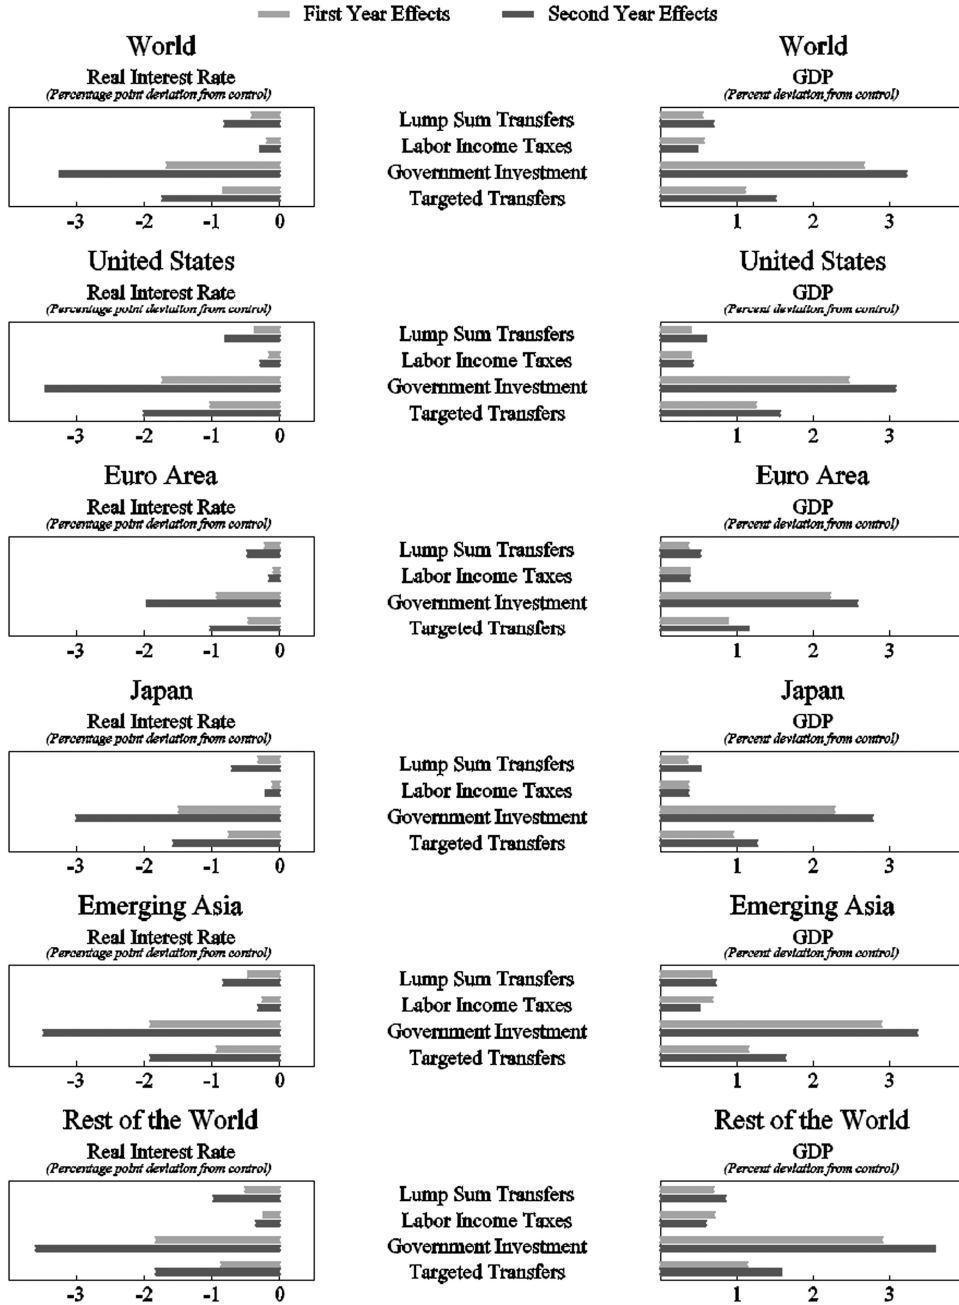 First Year Effects Second Year Effects
World World
Real Interest Rate GDP
(Percentage point deviation from control) (Percent deviation from control)
Lump Sum Transfers
Labor Income Taxes
Government Investment
Targeted Transfers
-3 -2 -1 0 1 2 3
United States United States
Real Interest Rate GDP
(Percentage point deviation from control) (Percent deviation from control)
Lump Sum Transfers
Labor Income Taxes
Government Investment
Targeted Transfers
-3 -2 -1 0 1 2 3
Euro Area Euro Area
Real Interest Rate GDP
(Percentage point deviation from control) (Percent deviation from control)
Lump Sum Transfers
Labor Income Taxes
Government Investment
Targeted Transfers
-3 -2 -1 0 1 2 3
Japan Japan
Real Interest Rate GDP
(Percentage point deviation from control) (Percent deviation from control)
Lump Sum Transfers
Labor Income Taxes
Government Investment
Targeted Transfers
-3 -2 -1 0 1 2 3
Emerging Asia Emerging Asia
Real Interest Rate GDP
(Percentage point deviation from control) (Percent deviation from control)
Lump Sum Transfers
Labor Income Taxes
Government Investment
Targeted Transfers
-3 -2 -1 0 1 2 3
Rest of the World Rest of the World
Real Interest Rate GDP
(Percentage point deviation from control) (Percent deviation from control)
Lump Sum Transfers
Labor Income Taxes
Government Investment
Targeted Transfers
-3 -2 -1 0 1 2 3